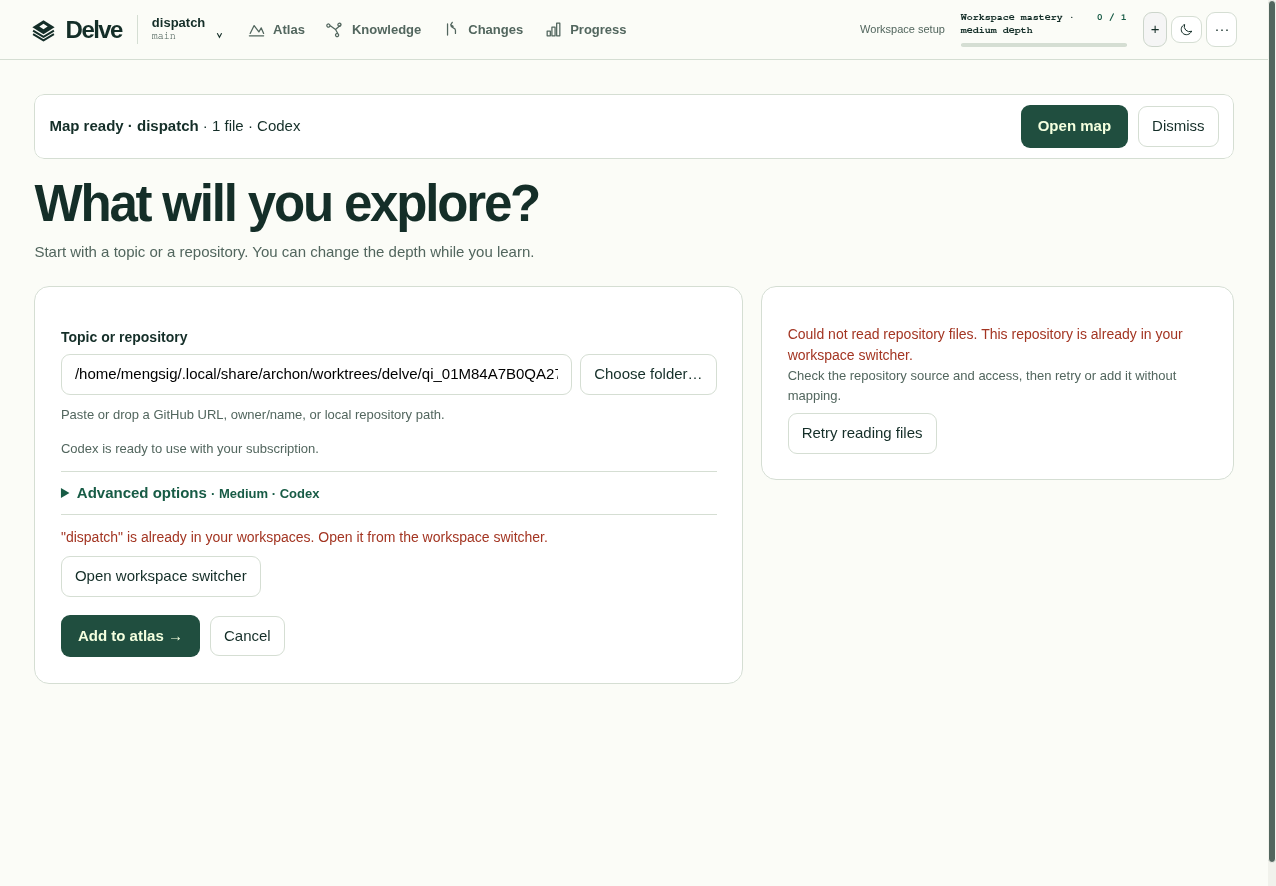 Delve
dispatch
main
Atlas
Knowledge
Changes
Progress
Workspace setup
Workspace mastery · 0 / 1
medium depth
+
···
Map ready · dispatch · 1 file · Codex
Open map
Dismiss
What will you explore?
Start with a topic or a repository. You can change the depth while you learn.
Topic or repository
/home/mengsig/.local/share/archon/worktrees/delve/qi_01M84A7B0QA27
Choose folder…
Paste or drop a GitHub URL, owner/name, or local repository path.
Codex is ready to use with your subscription.
Advanced options · Medium · Codex
"dispatch" is already in your workspaces. Open it from the workspace switcher.
Open workspace switcher
Add to atlas →
Cancel
Could not read repository files. This repository is already in your
workspace switcher.
Check the repository source and access, then retry or add it without
mapping.
Retry reading files